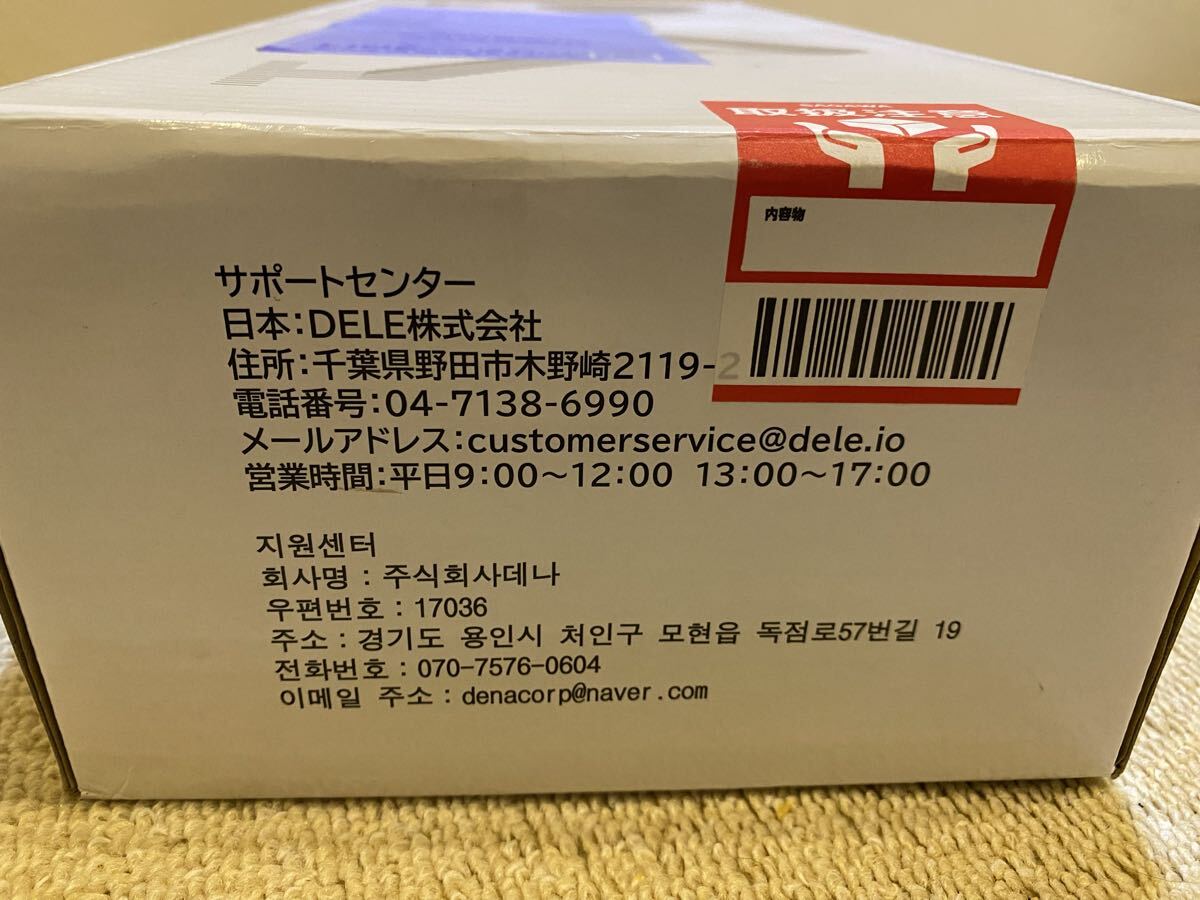 取扱注意
内容物
サポートセンター
日本:DELE株式会社
住所:千葉県野田市木野崎2119-2
電話番号:04-7138-6990
メールアドレス:customerservice@dele.io
営業時間:平日9:00～12:00 13:00～17:00
지원센터
회사명 : 주식회사데나
우편번호 : 17036
주소 : 경기도 용인시 처인구 모현읍 독점로57번길 19
전화번호 : 070-7576-0604
이메일 주소 : denacorp@naver.com